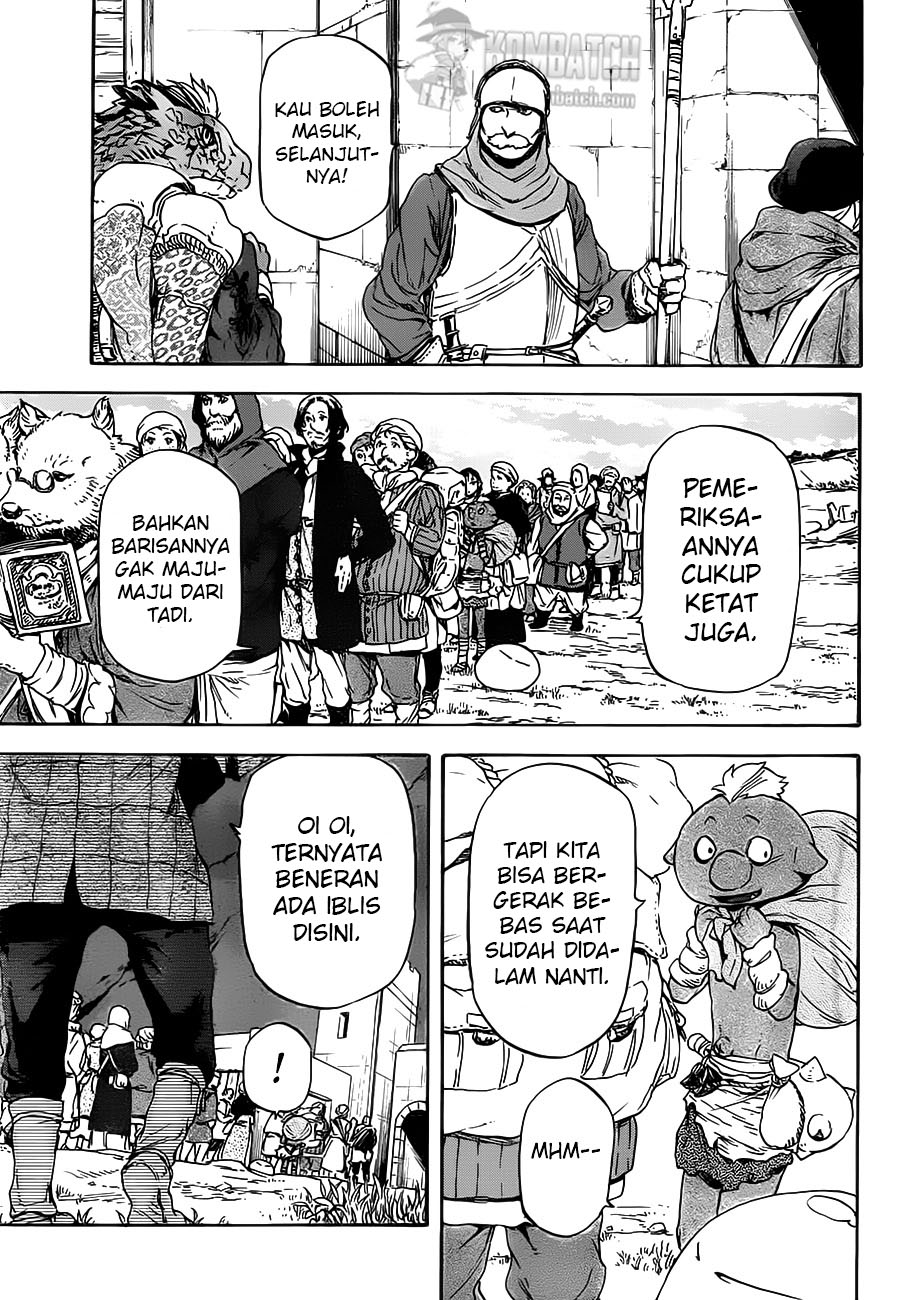 KOMBATCH
KAU BOLEH
MASUK,
SELANJUT-
NYA!
PEME-
RIKSA-
ANNYA
CUKUP
KETAT
JUGA.
BAHKAN
BARISANNYA
GAK MAJU-
MAJU DARI
TADI.
TAPI KITA
BISA BER-
GERAK BE-
BAS SAAT
SUDAH DIDA-
LAM NANTI.
MHM--
OI OI,
TERNYATA
BENERAN
ADA IBLIS
DISINI.
!